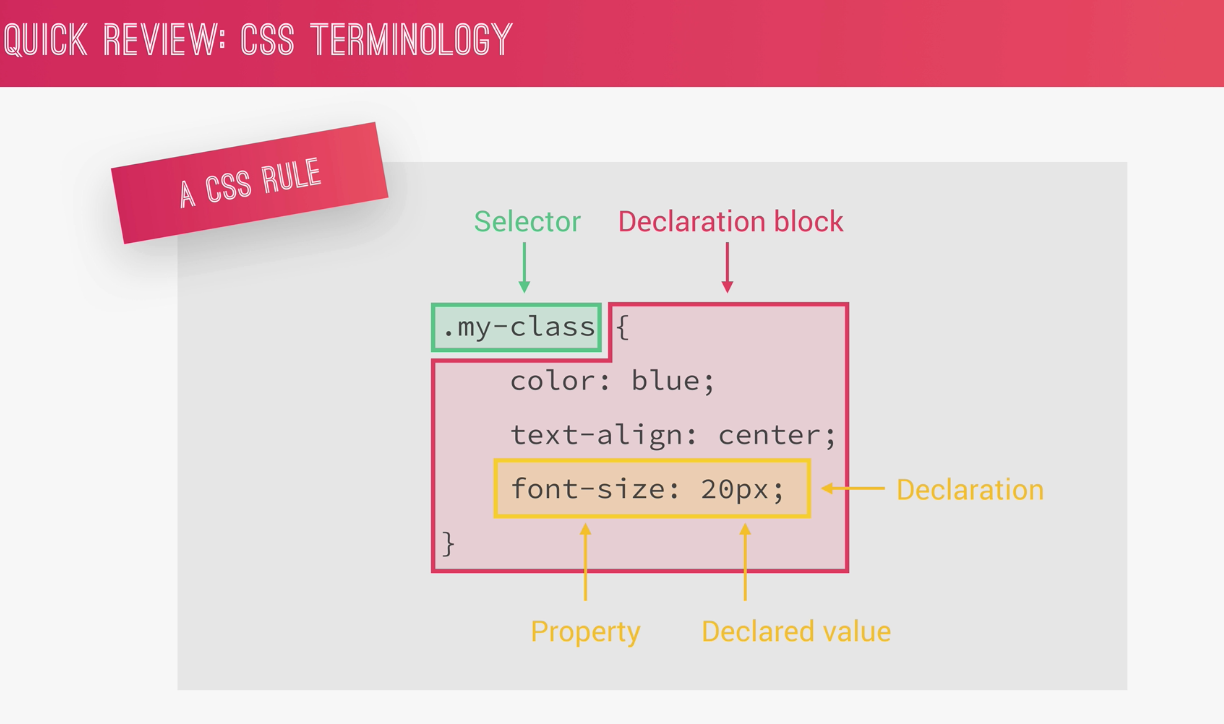 QUICK REVIEW: CSS TERMINOLOGY
A CSS RULE
Selector Declaration block
.my-class {
color: blue;
text-align: center;
font-size: 20px; Declaration
}
Property Declared value